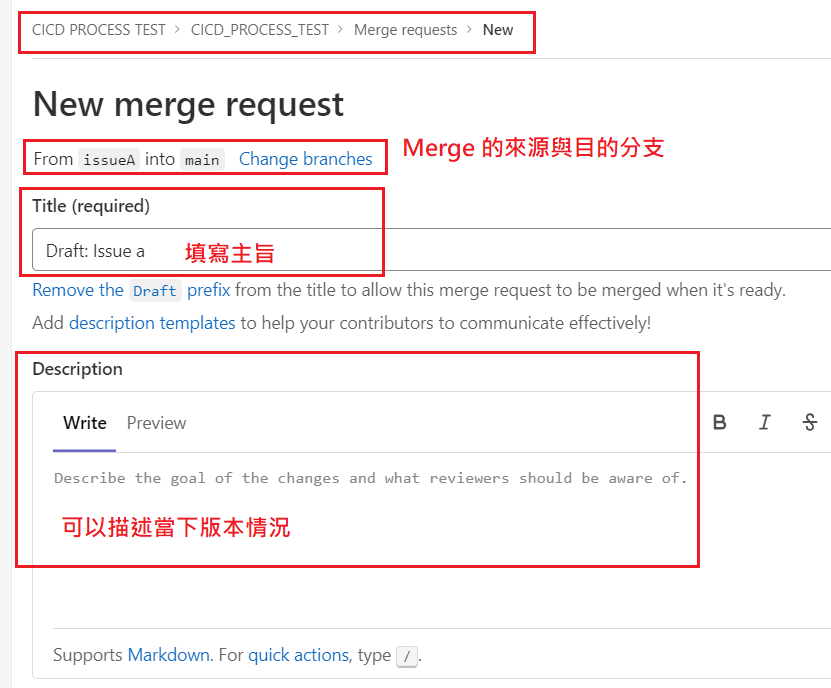 CICD PROCESS TEST > CICD_PROCESS_TEST > Merge requests > New
New merge request
From issueA into main Change branches
Merge 的來源與目的分支
Title (required)
Draft: Issue a
填寫主旨
Remove the Draft prefix from the title to allow this merge request to be merged when it's ready.
Add description templates to help your contributors to communicate effectively!
Description
Write Preview B I S
Describe the goal of the changes and what reviewers should be aware of.
可以描述當下版本情況
Supports Markdown. For quick actions, type /.